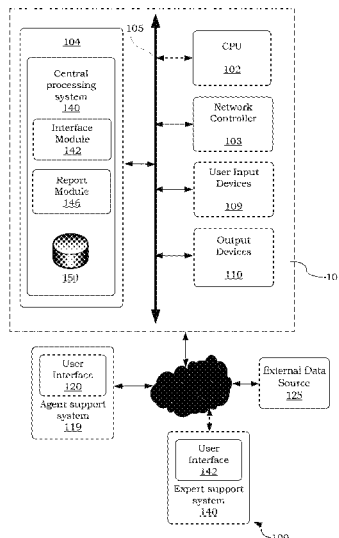 104
105
CPU
102
Central
processing
system
140
Interface
Module
142
Network
Controller
103
Report
Module
146
User Input
Devices
109
150
Output
Devices
110
10
User
Interface
120
Agent support
system
119
External Data
Source
125
User
Interface
142
Expert support
system
140
100